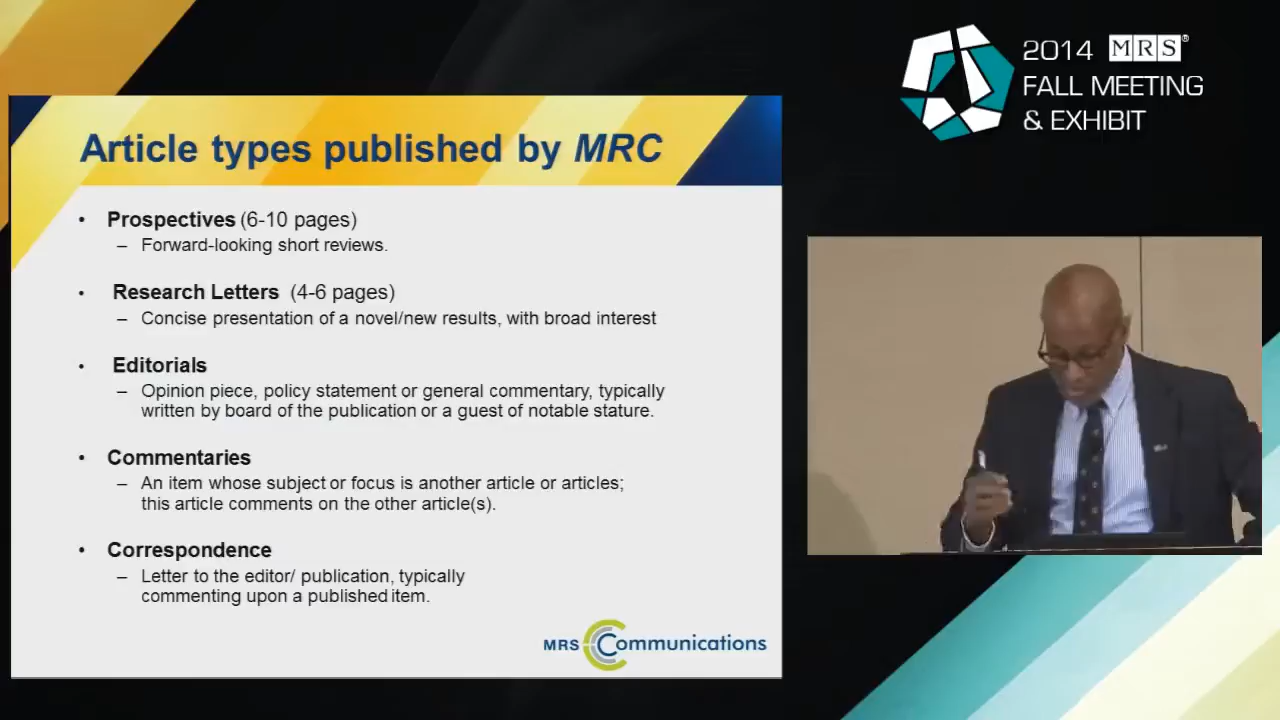 2014 MRS®
FALL MEETING
& EXHIBIT
Article types published by MRC
• Prospectives (6-10 pages)
– Forward-looking short reviews.
• Research Letters (4-6 pages)
– Concise presentation of a novel/new results, with broad interest
• Editorials
– Opinion piece, policy statement or general commentary, typically
written by board of the publication or a guest of notable stature.
• Commentaries
– An item whose subject or focus is another article or articles;
this article comments on the other article(s).
• Correspondence
– Letter to the editor/ publication, typically
commenting upon a published item.
MRS Communications